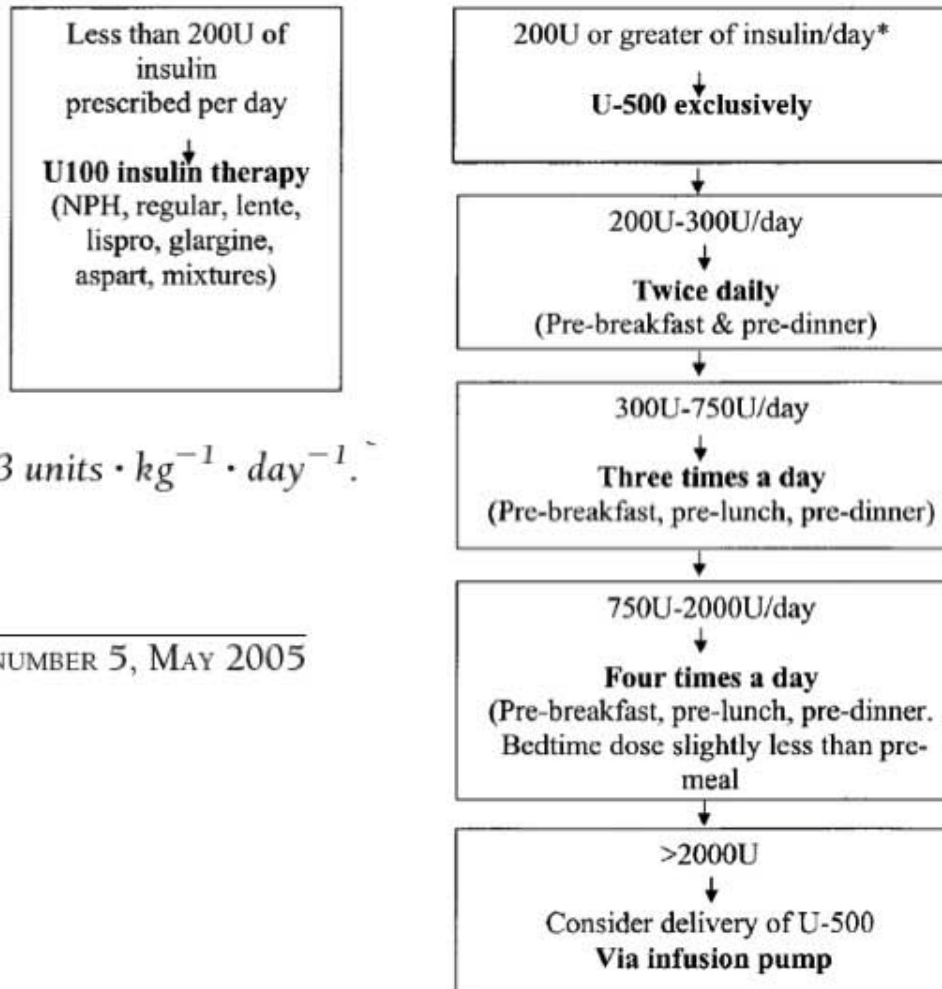 Less than 200U of
insulin
prescribed per day
U100 insulin therapy
(NPH, regular, lente,
lispro, glargine,
aspart, mixtures)
3 units · kg⁻¹ · day⁻¹.
NUMBER 5, MAY 2005
200U or greater of insulin/day*
U-500 exclusively
200U-300U/day
Twice daily
(Pre-breakfast & pre-dinner)
300U-750U/day
Three times a day
(Pre-breakfast, pre-lunch, pre-dinner)
750U-2000U/day
Four times a day
(Pre-breakfast, pre-lunch, pre-dinner.
Bedtime dose slightly less than pre-
meal
>2000U
Consider delivery of U-500
Via infusion pump